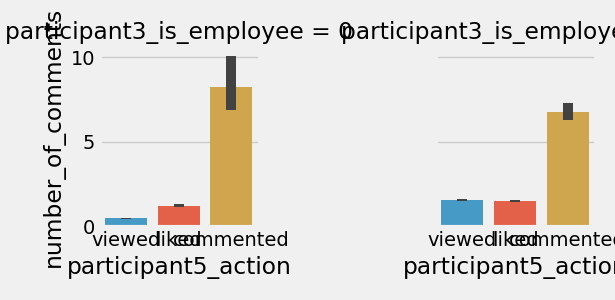 participant3_is_employee = 0
participant3_is_employe
number_of_comments
10
5
0
viewed
liked
commented
viewed
liked
commented
participant5_action
participant5_action